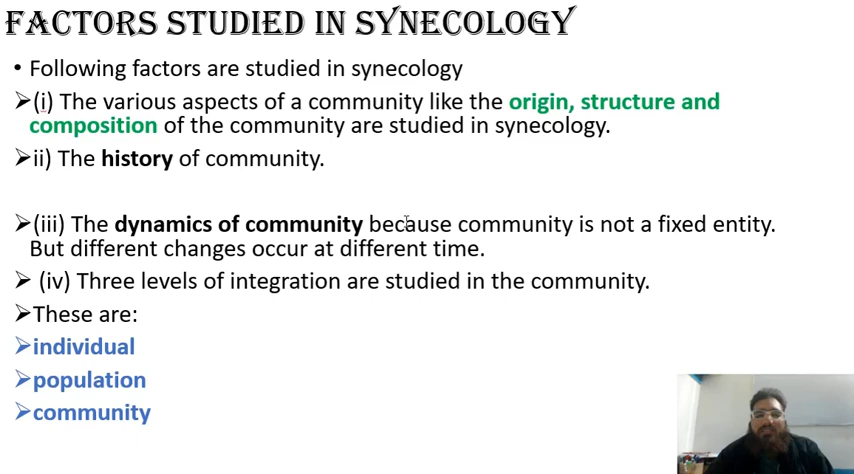 FACTORS STUDIED IN SYNECOLOGY
• Following factors are studied in synecology
➤(i) The various aspects of a community like the origin, structure and
composition of the community are studied in synecology.
➤ii) The history of community.
➤(iii) The dynamics of community because community is not a fixed entity.
But different changes occur at different time.
➤ (iv) Three levels of integration are studied in the community.
➤These are:
➤individual
➤population
➤community